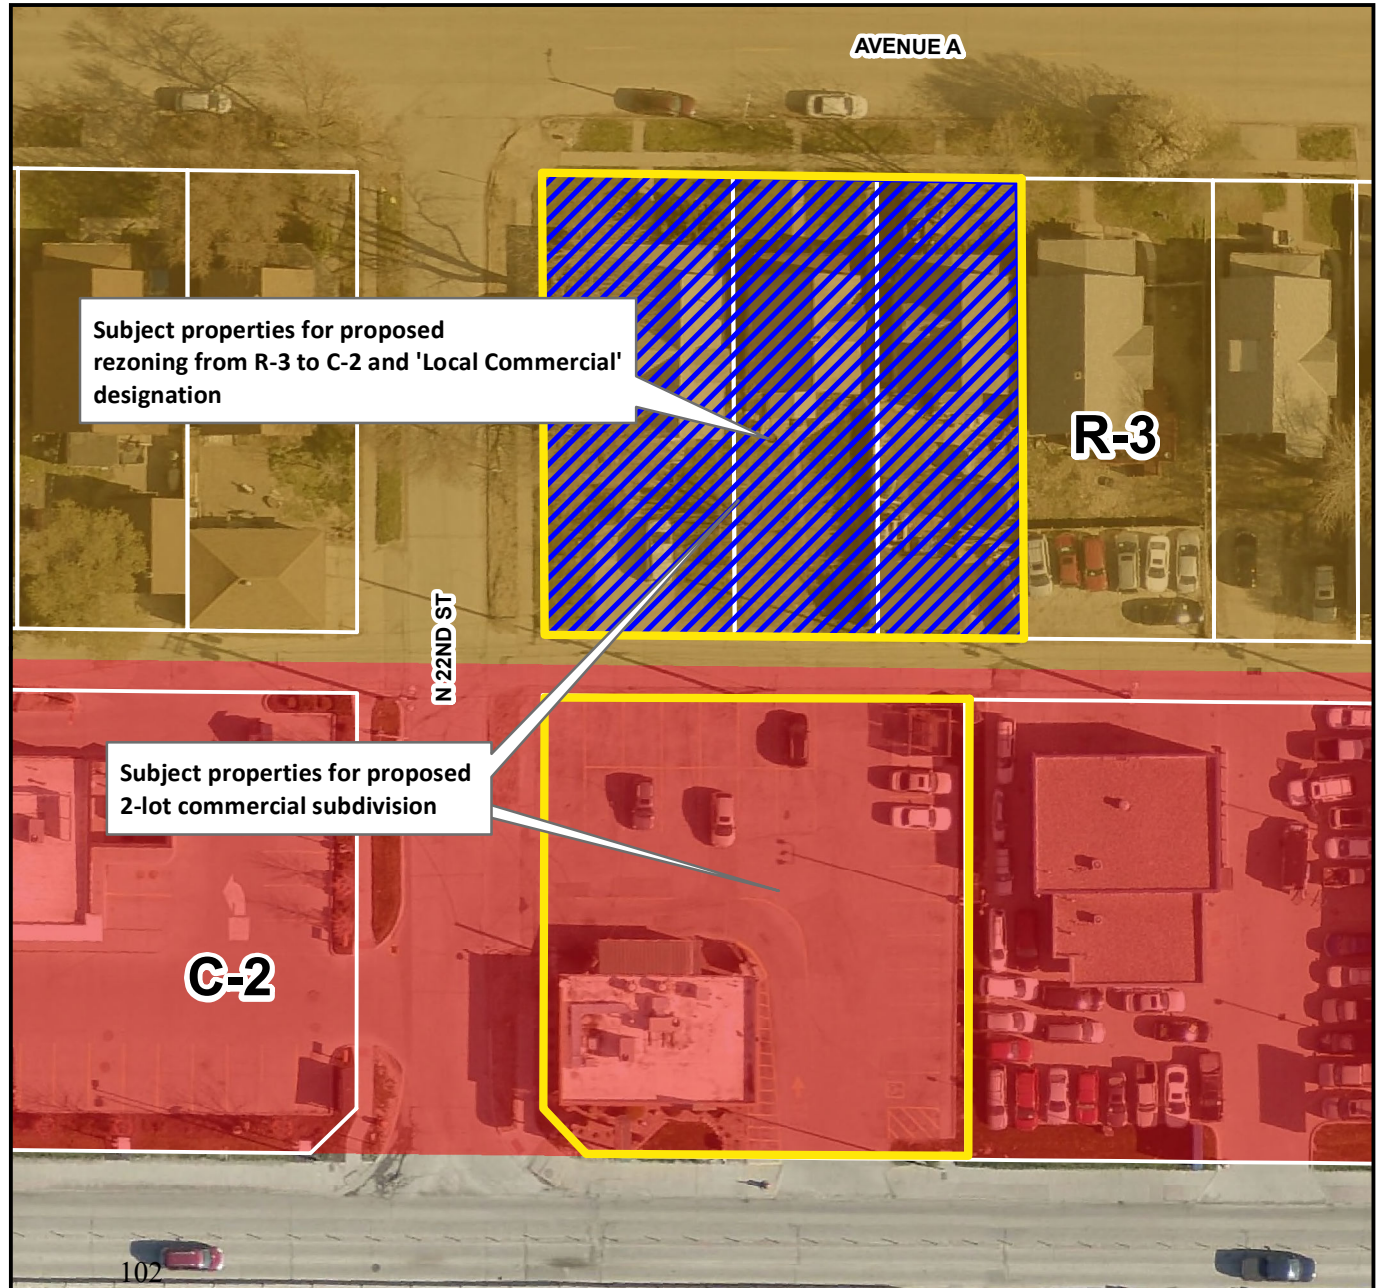 AVENUE A
Subject properties for proposed
rezoning from R-3 to C-2 and 'Local Commercial'
designation
R-3
N 22ND ST
Subject properties for proposed
2-lot commercial subdivision
C-2
102